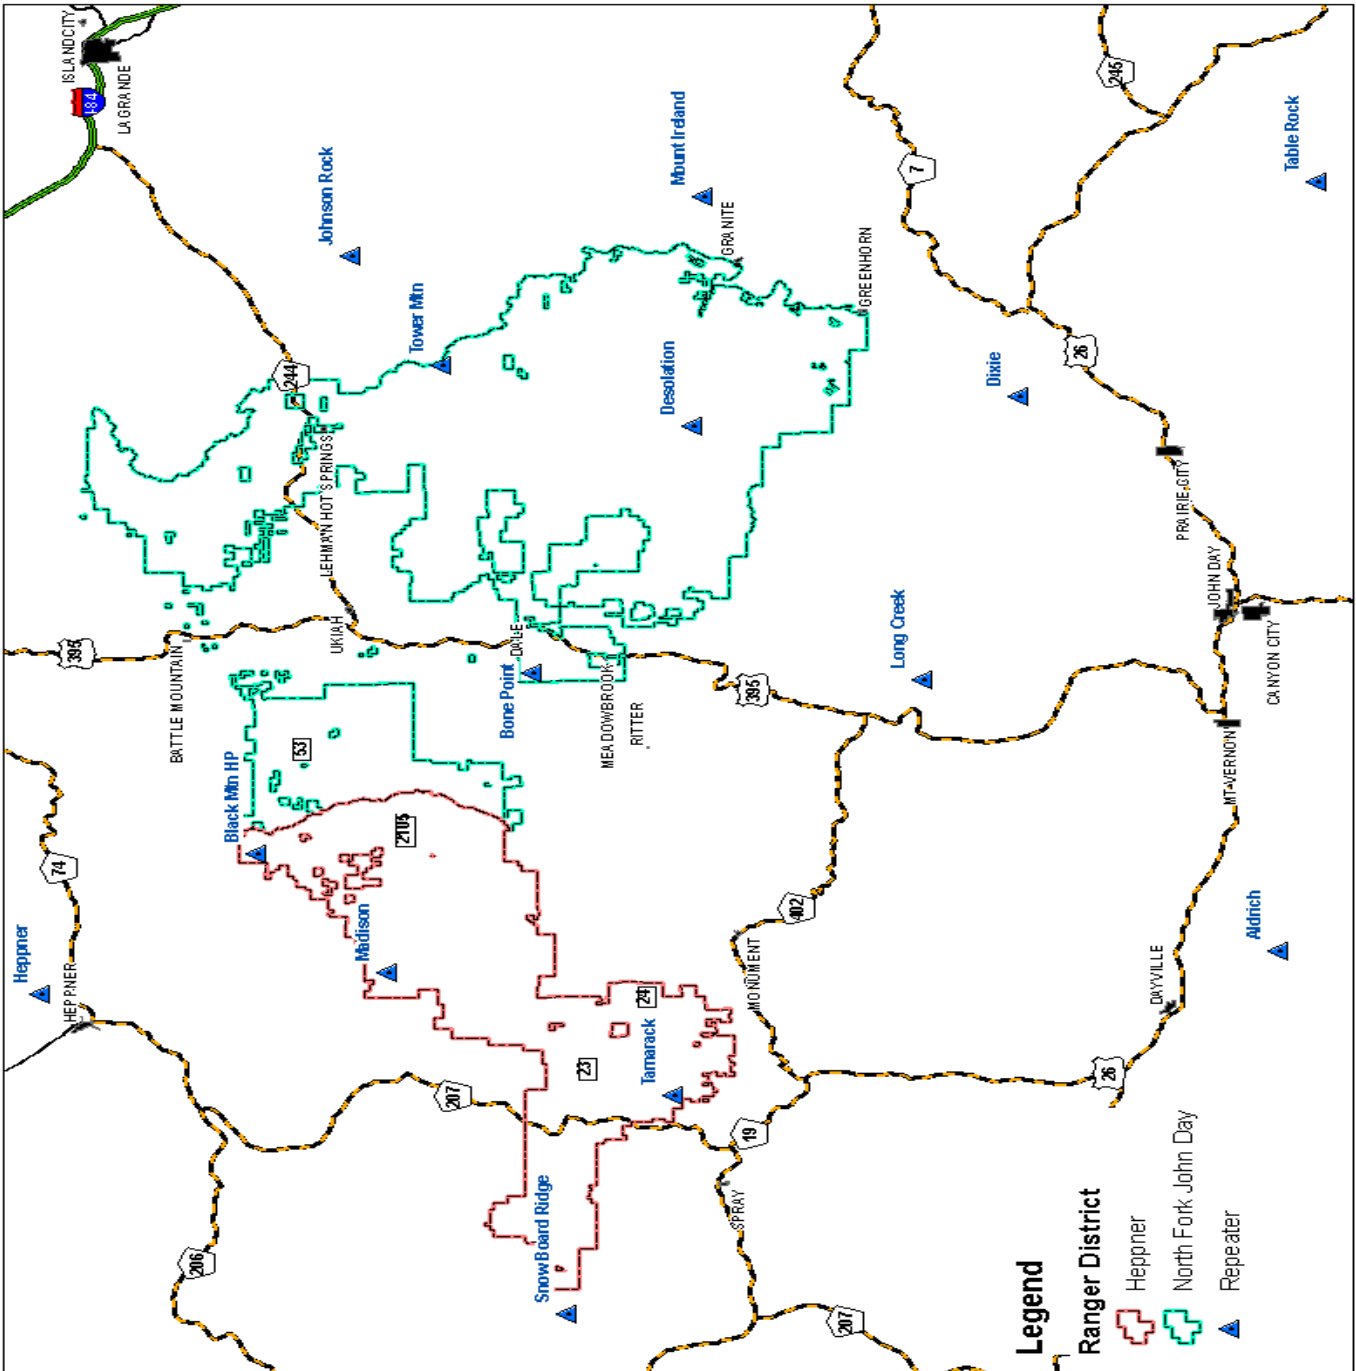 Heppner
HEPPNER
74
206
207
Black Mtn HP
53
2105
Madison
BATTLE MOUNTAIN
395
UKIAH
LEHMAN HOT SPRINGS
244
Tower Mtn
Johnson Rock
ISLAND CITY
I-84
LA GRANDE
Snow Board Ridge
23
24
Tamarack
Bone Point
DALE
MEADOWBROOK
RITTER
Desolation
Mount Ireland
GRANITE
GREENHORN
SPRAY
19
207
MONUMENT
402
395
Long Creek
Dixie
7
245
26
PRAIRIE CITY
JOHN DAY
CANYON CITY
MT VERNON
DAYVILLE
26
Aldrich
Table Rock
Legend
Ranger District
Heppner
North Fork John Day
Repeater